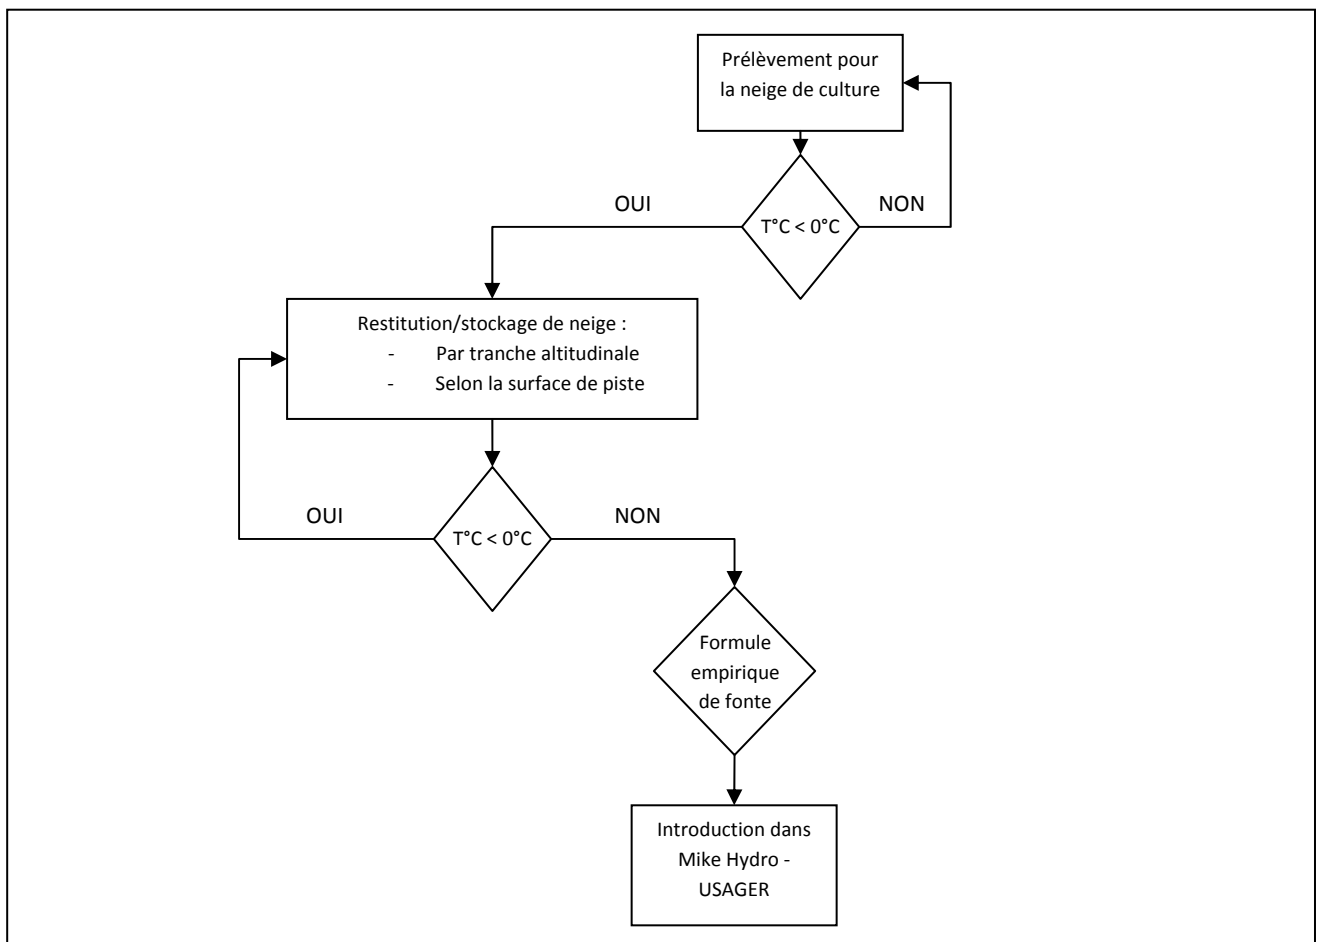 Prélèvement pour
la neige de culture
OUI
NON
T°C < 0°C
Restitution/stockage de neige :
- Par tranche altitudinale
- Selon la surface de piste
OUI
NON
T°C < 0°C
Formule
empirique
de fonte
Introduction dans
Mike Hydro -
USAGER